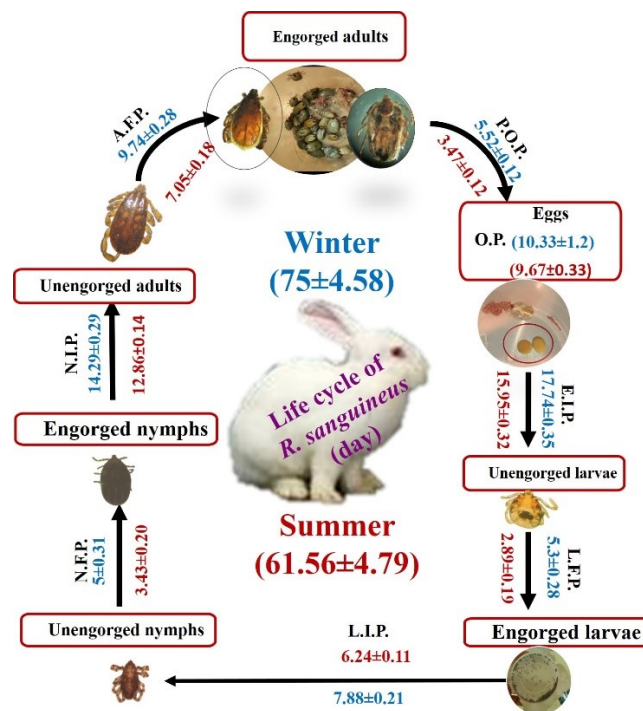 Engorged adults
A.F.P.
9.74±0.28
7.05±0.18
P.O.P.
5.52±0.12
3.47±0.12
Eggs
O.P. (10.33±1.2)
(9.67±0.33)
Winter
(75±4.58)
Unengorged adults
N.I.P.
14.29±0.29
12.86±0.14
Life cycle of
R. sanguineus
(day)
E.I.P.
17.74±0.35
15.95±0.32
Engorged nymphs
Unengorged larvae
Summer
(61.56±4.79)
N.F.P.
5±0.31
3.43±0.20
L.F.P.
5.3±0.28
2.89±0.19
Unengorged nymphs
Engorged larvae
L.I.P.
6.24±0.11
7.88±0.21